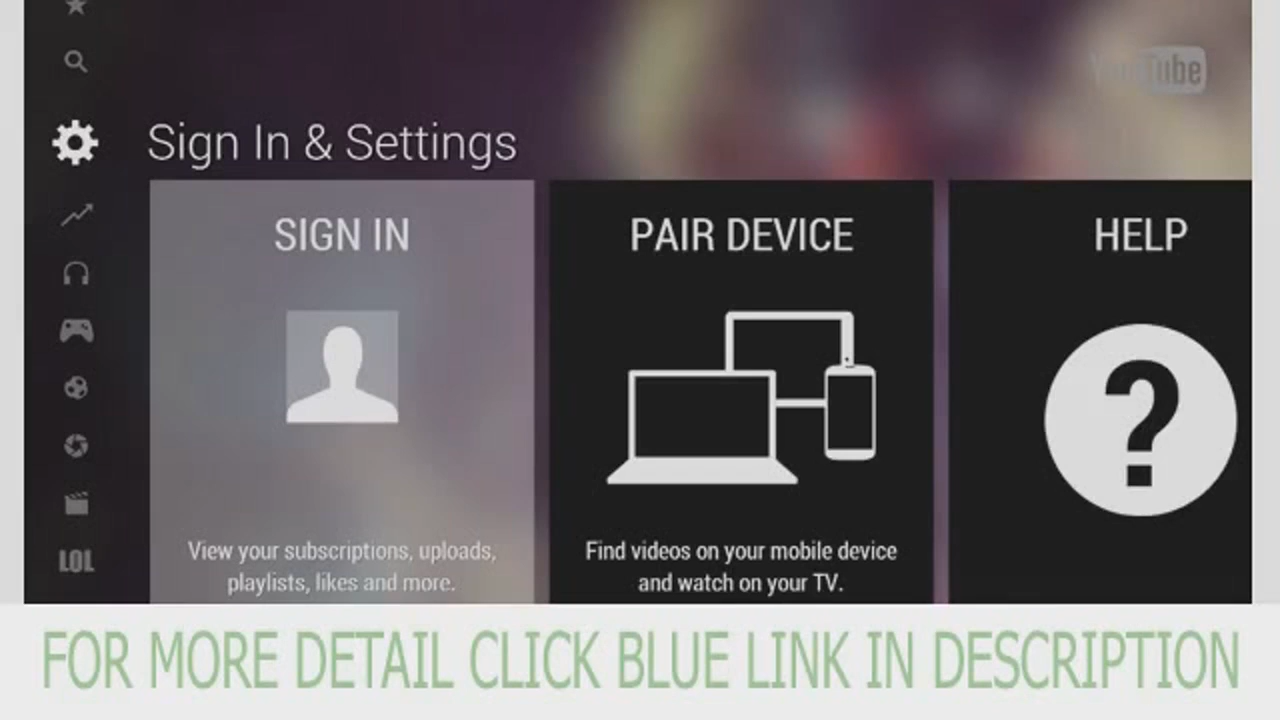 YouTube
Sign In & Settings
SIGN IN
PAIR DEVICE
HELP
View your subscriptions, uploads,
playlists, likes and more.
Find videos on your mobile device
and watch on your TV.
LOL
FOR MORE DETAIL CLICK BLUE LINK IN DESCRIPTION